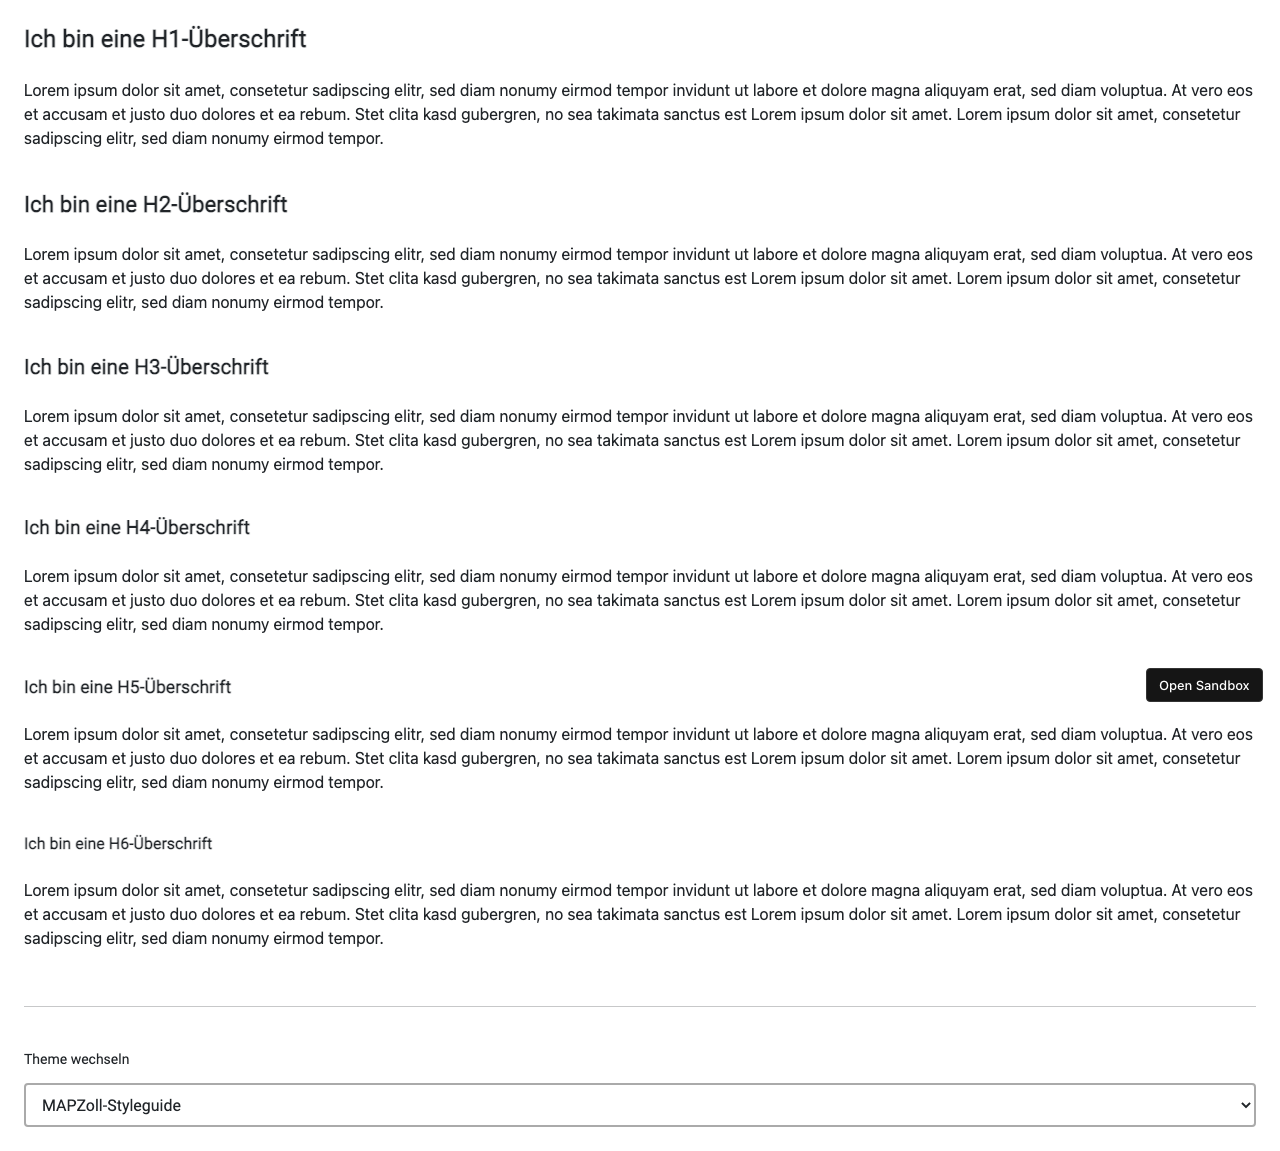 Ich bin eine H1-Überschrift
Lorem ipsum dolor sit amet, consetetur sadipscing elitr, sed diam nonumy eirmod tempor invidunt ut labore et dolore magna aliquyam erat, sed diam voluptua. At vero eos
et accusam et justo duo dolores et ea rebum. Stet clita kasd gubergren, no sea takimata sanctus est Lorem ipsum dolor sit amet. Lorem ipsum dolor sit amet, consetetur
sadipscing elitr, sed diam nonumy eirmod tempor.
Ich bin eine H2-Überschrift
Lorem ipsum dolor sit amet, consetetur sadipscing elitr, sed diam nonumy eirmod tempor invidunt ut labore et dolore magna aliquyam erat, sed diam voluptua. At vero eos
et accusam et justo duo dolores et ea rebum. Stet clita kasd gubergren, no sea takimata sanctus est Lorem ipsum dolor sit amet. Lorem ipsum dolor sit amet, consetetur
sadipscing elitr, sed diam nonumy eirmod tempor.
Ich bin eine H3-Überschrift
Lorem ipsum dolor sit amet, consetetur sadipscing elitr, sed diam nonumy eirmod tempor invidunt ut labore et dolore magna aliquyam erat, sed diam voluptua. At vero eos
et accusam et justo duo dolores et ea rebum. Stet clita kasd gubergren, no sea takimata sanctus est Lorem ipsum dolor sit amet. Lorem ipsum dolor sit amet, consetetur
sadipscing elitr, sed diam nonumy eirmod tempor.
Ich bin eine H4-Überschrift
Lorem ipsum dolor sit amet, consetetur sadipscing elitr, sed diam nonumy eirmod tempor invidunt ut labore et dolore magna aliquyam erat, sed diam voluptua. At vero eos
et accusam et justo duo dolores et ea rebum. Stet clita kasd gubergren, no sea takimata sanctus est Lorem ipsum dolor sit amet. Lorem ipsum dolor sit amet, consetetur
sadipscing elitr, sed diam nonumy eirmod tempor.
Ich bin eine H5-Überschrift
Open Sandbox
Lorem ipsum dolor sit amet, consetetur sadipscing elitr, sed diam nonumy eirmod tempor invidunt ut labore et dolore magna aliquyam erat, sed diam voluptua. At vero eos
et accusam et justo duo dolores et ea rebum. Stet clita kasd gubergren, no sea takimata sanctus est Lorem ipsum dolor sit amet. Lorem ipsum dolor sit amet, consetetur
sadipscing elitr, sed diam nonumy eirmod tempor.
Ich bin eine H6-Überschrift
Lorem ipsum dolor sit amet, consetetur sadipscing elitr, sed diam nonumy eirmod tempor invidunt ut labore et dolore magna aliquyam erat, sed diam voluptua. At vero eos
et accusam et justo duo dolores et ea rebum. Stet clita kasd gubergren, no sea takimata sanctus est Lorem ipsum dolor sit amet. Lorem ipsum dolor sit amet, consetetur
sadipscing elitr, sed diam nonumy eirmod tempor.
Theme wechseln
MAPZoll-Styleguide